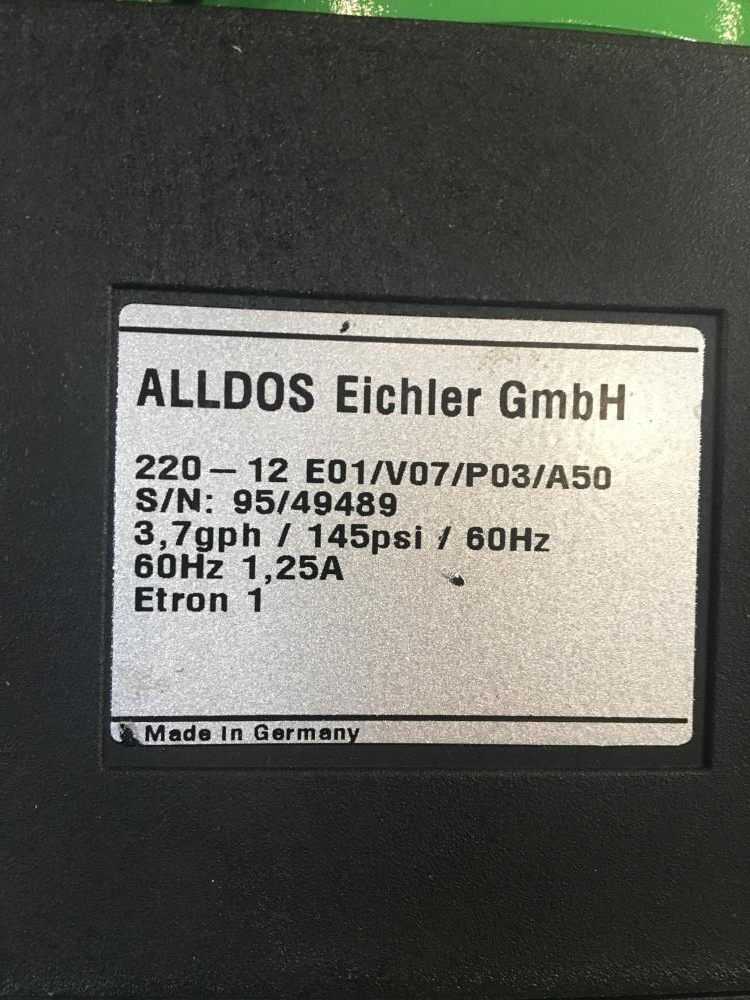 ALLDOS Eichler GmbH
220 – 12 E01/V07/P03/A50
S/N: 95/49489
3,7gph / 145psi / 60Hz
60Hz 1,25A
Etron 1
Made in Germany